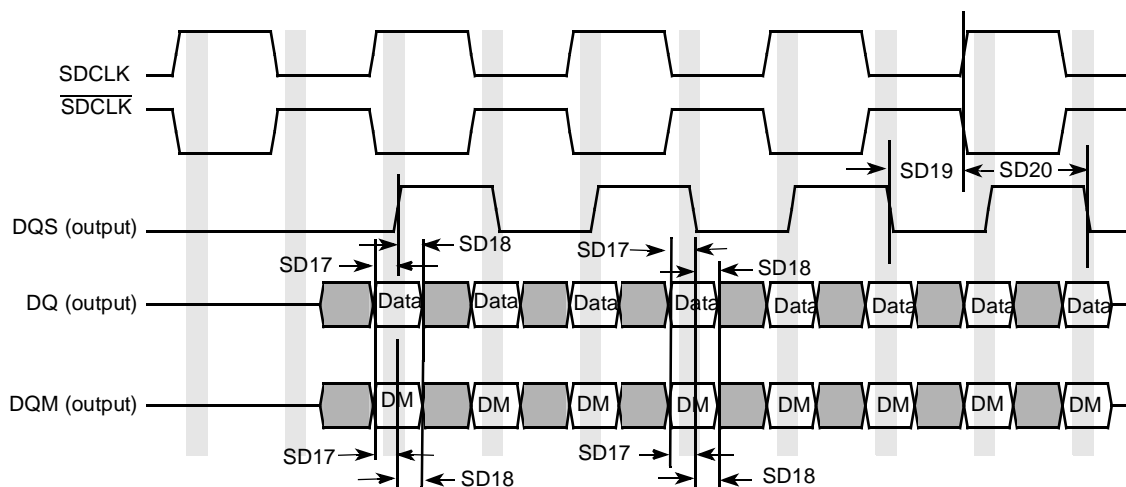 SDCLK
SDCLK
SD19 SD20
DQS (output)
SD18 SD17
SD17 SD18
DQ (output) Data Data Data Data Data Data Data Data
DQM (output) DM DM DM DM DM DM DM DM
SD17 SD17
SD18 SD18